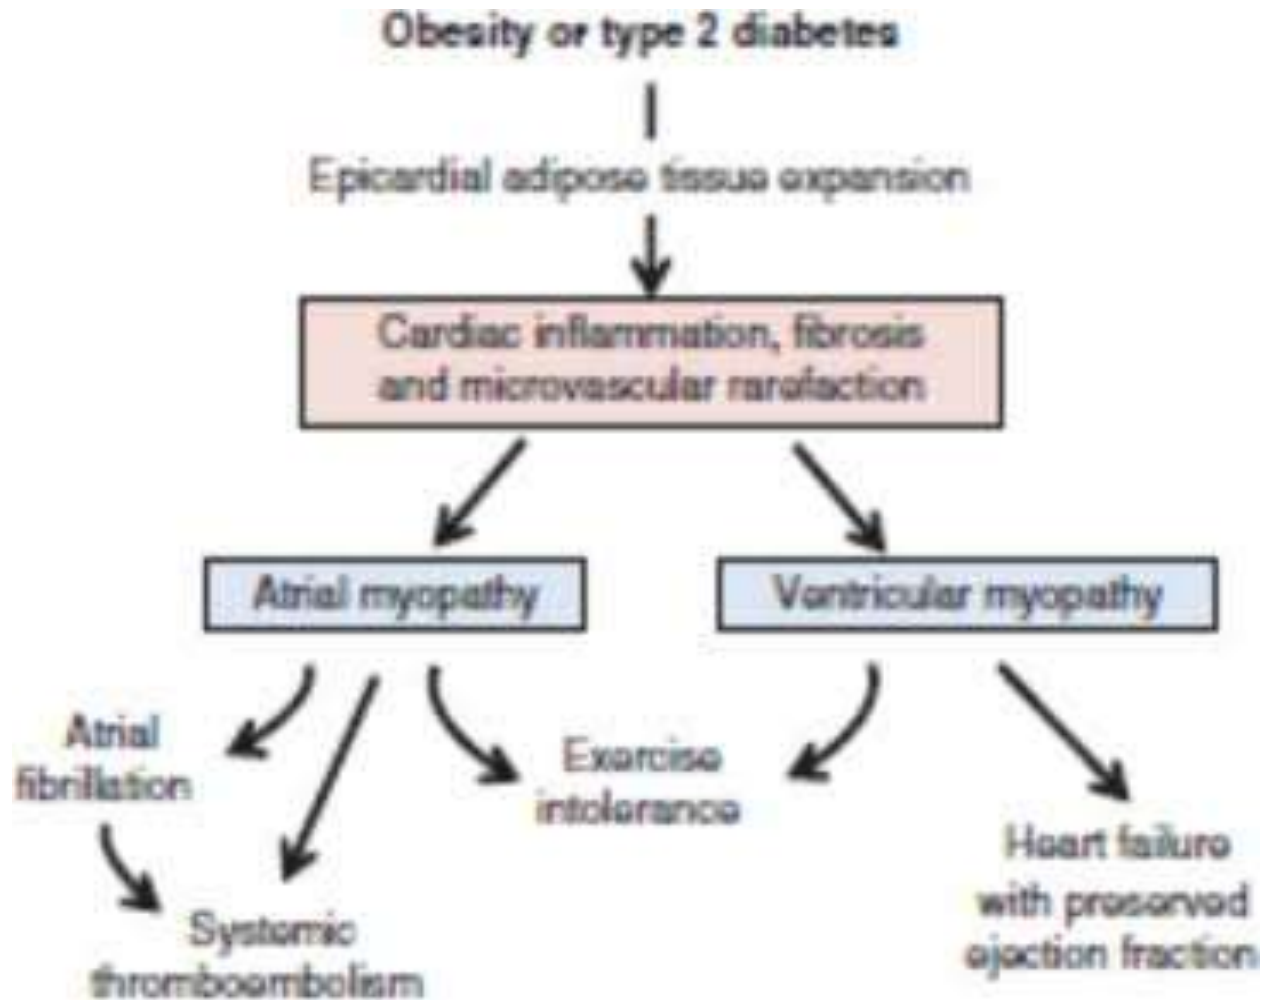 Obesity or type 2 diabetes
Epicardial adipose tissue expansion
Cardiac inflammation, fibrosis
and microvascular rarefaction
Atrial myopathy
Ventricular myopathy
Atrial
fibrillation
Exercise
intolerance
Heart failure
with preserved
ejection fraction
Systemic
thromboembolism